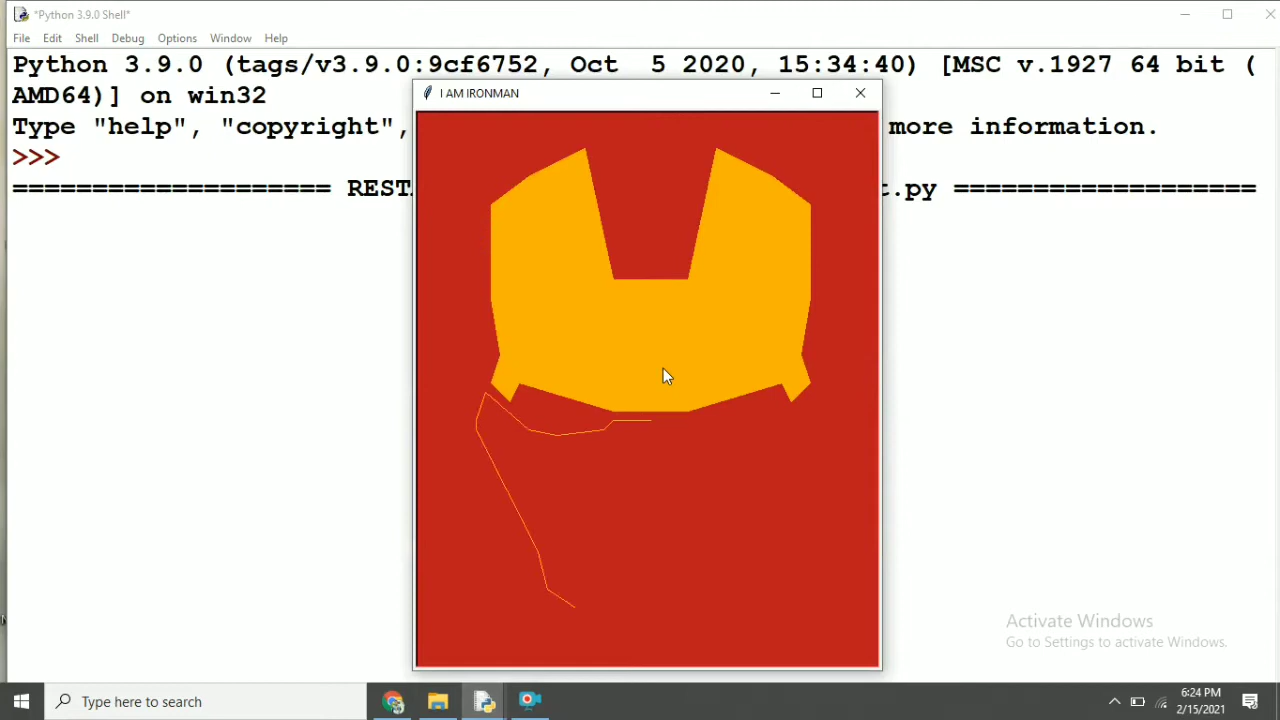 *Python 3.9.0 Shell*
File Edit Shell Debug Options Window Help
Python 3.9.0 (tags/v3.9.0:9cf6752, Oct 5 2020, 15:34:40) [MSC v.1927 64 bit (
AMD64)] on win32
Type "help", "copyright", more information.
>>>
==================== .py ===================
I AM IRONMAN
Activate Windows
Go to Settings to activate Windows.
Type here to search
6:24 PM
2/15/2021